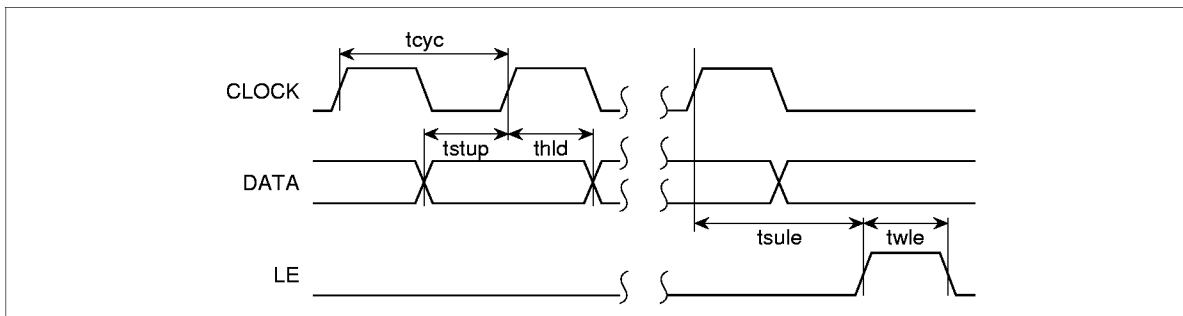 tcyc
CLOCK
tstup
thld
DATA
tsule
twle
LE